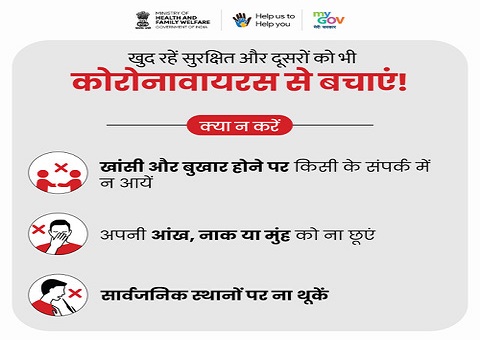 MINISTRY OF
HEALTH AND
FAMILY WELFARE
GOVERNMENT OF INDIA
Help us to
Help you
my
GOV
मेरी सरकार
खुद रहें सुरक्षित और दूसरों को भी
कोरोनावायरस से बचाएं!
क्या न करें
खांसी और बुखार होने पर किसी के संपर्क में
न आयें
अपनी आंख, नाक या मुंह को ना छूएं
सार्वजनिक स्थानों पर ना थूकें